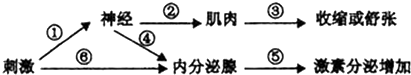 ① 神经 ② 肌肉 ③ 收缩或舒张
④
刺激 ⑥ 内分泌腺 ⑤ 激素分泌增加